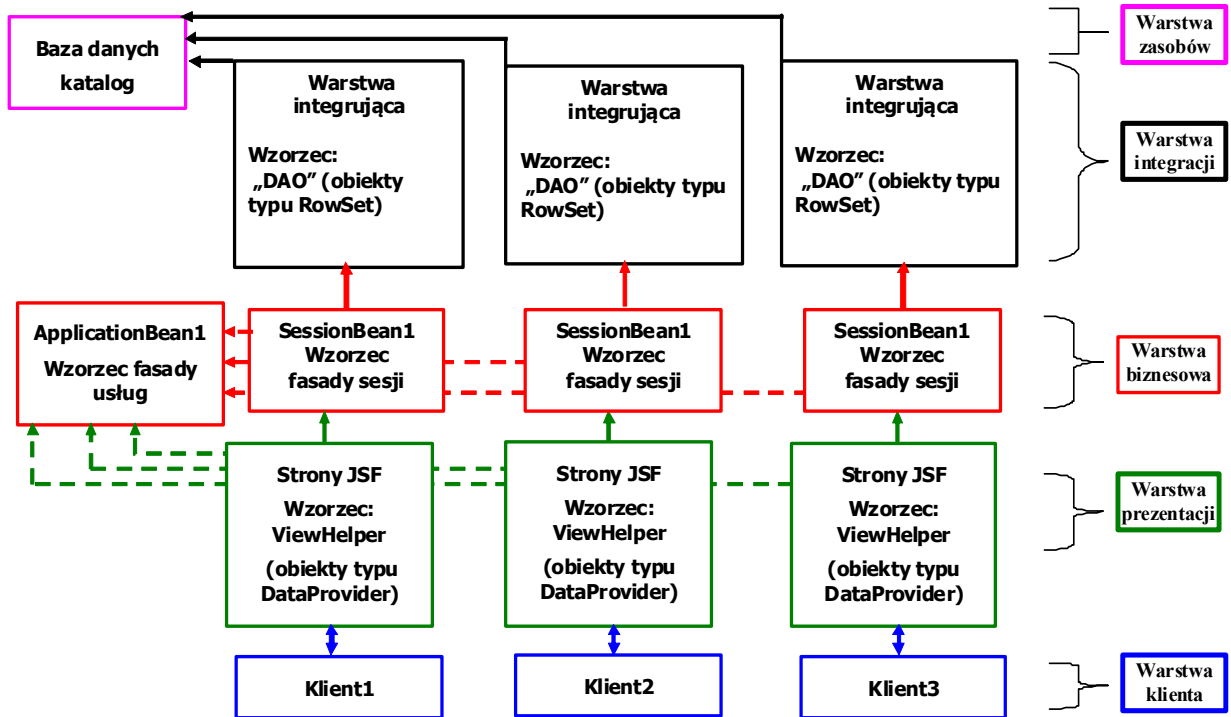 Baza danych
katalog
Warstwa
integrująca
Wzorzec:
„DAO” (obiekty
typu RowSet)
Warstwa
integrująca
Wzorzec:
„DAO” (obiekty typu
RowSet)
Warstwa
integrująca
Wzorzec:
„DAO” (obiekty typu
RowSet)
Warstwa
zasobów
Warstwa
integracji
ApplicationBean1
Wzorzec fasady
usług
SessionBean1
Wzorzec
fasady sesji
SessionBean1
Wzorzec
fasady sesji
SessionBean1
Wzorzec
fasady sesji
Warstwa
biznesowa
Strony JSF
Wzorzec:
ViewHelper
(obiekty typu
DataProvider)
Strony JSF
Wzorzec:
ViewHelper
(obiekty typu
DataProvider)
Strony JSF
Wzorzec:
ViewHelper
(obiekty typu
DataProvider)
Warstwa
prezentacji
Klient1
Klient2
Klient3
Warstwa
klienta